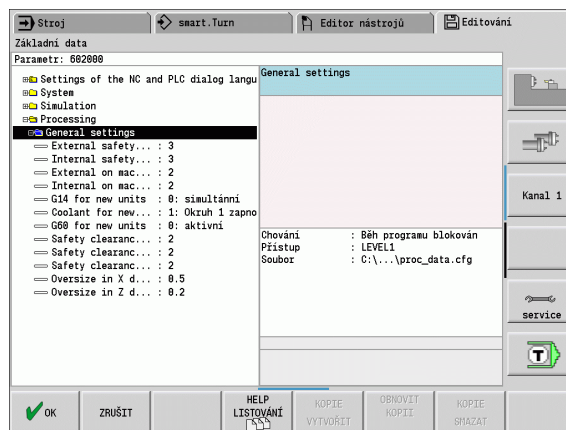 Stroj
smart.Turn
Editor nástrojů
Editování
Základní data
Parametr: 602000
Settings of the NC and PLC dialog langu
System
Simulation
Processing
General settings
External safety... : 3
Internal safety... : 3
External on mac... : 2
Internal on mac... : 2
G14 for new units : 0: simultánní
Coolant for new... : 1: Okruh 1 zapno
G60 for new units : 0: aktivní
Safety clearanc... : 2
Safety clearanc... : 2
Safety clearanc... : 2
Oversize in X d... : 0.5
Oversize in Z d... : 0.2
General settings
Chování : Běh programu blokován
Přístup : LEVEL1
Soubor : C:\...\proc_data.cfg
Kanal 1
service
T
OK
ZRUŠIT
HELP
LISTOVÁNÍ
KOPIE
VYTVOŘIT
OBNOVIT
KOPII
KOPIE
SMAZAT